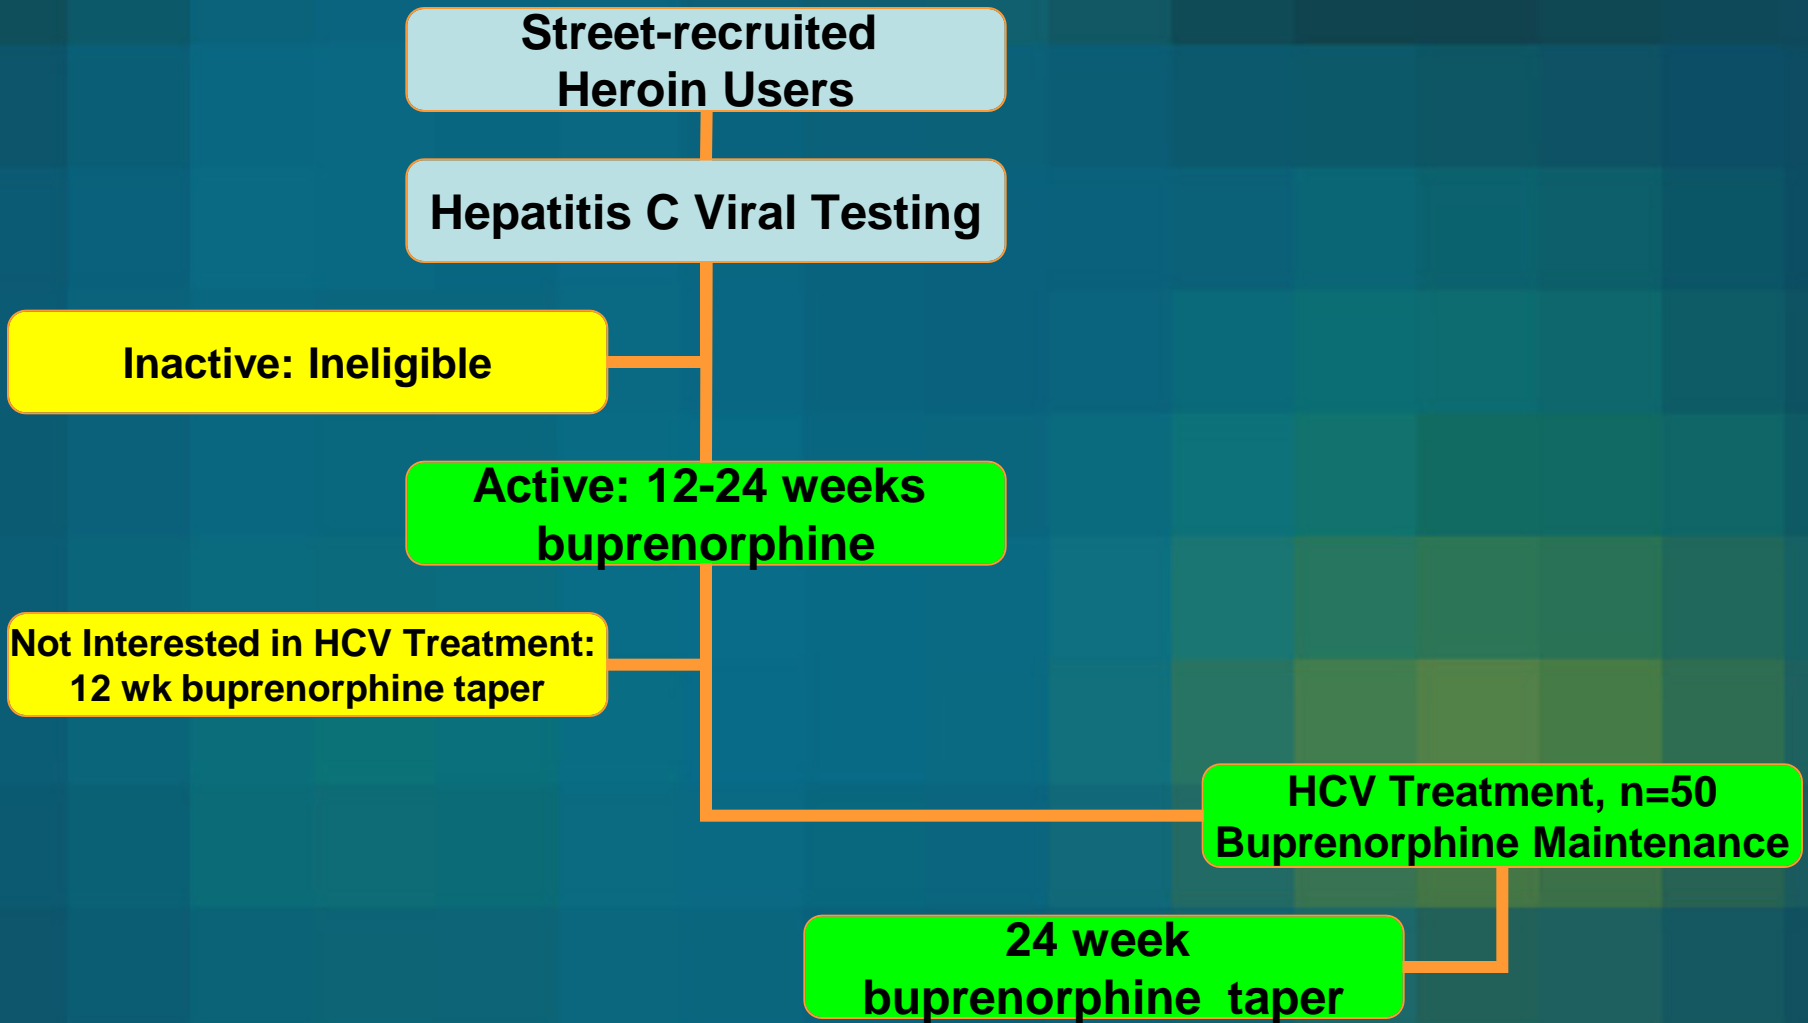 Street-recruited
Heroin Users
Hepatitis C Viral Testing
Inactive: Ineligible
Active: 12-24 weeks
buprenorphine
Not Interested in HCV Treatment:
12 wk buprenorphine taper
HCV Treatment, n=50
Buprenorphine Maintenance
24 week
buprenorphine taper